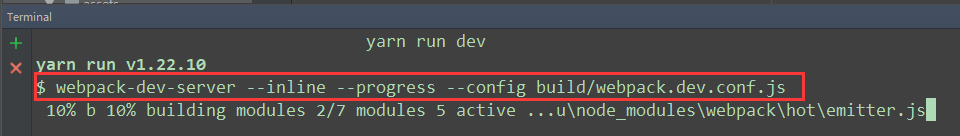 assets
Terminal
yarn run dev
yarn run v1.22.10
$ webpack-dev-server --inline --progress --config build/webpack.dev.conf.js
10% b 10% building modules 2/7 modules 5 active ...u\node_modules\webpack\hot\emitter.js